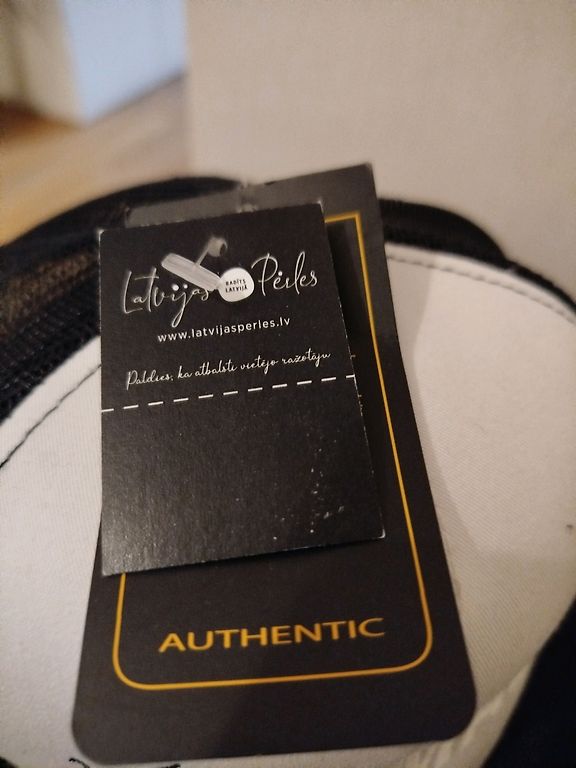 Latvijas Pērles
RADĪTS
LATVIJĀ
www.latvijasperles.lv
Paldies, ka atbalsti vietējo ražotāju
AUTHENTIC